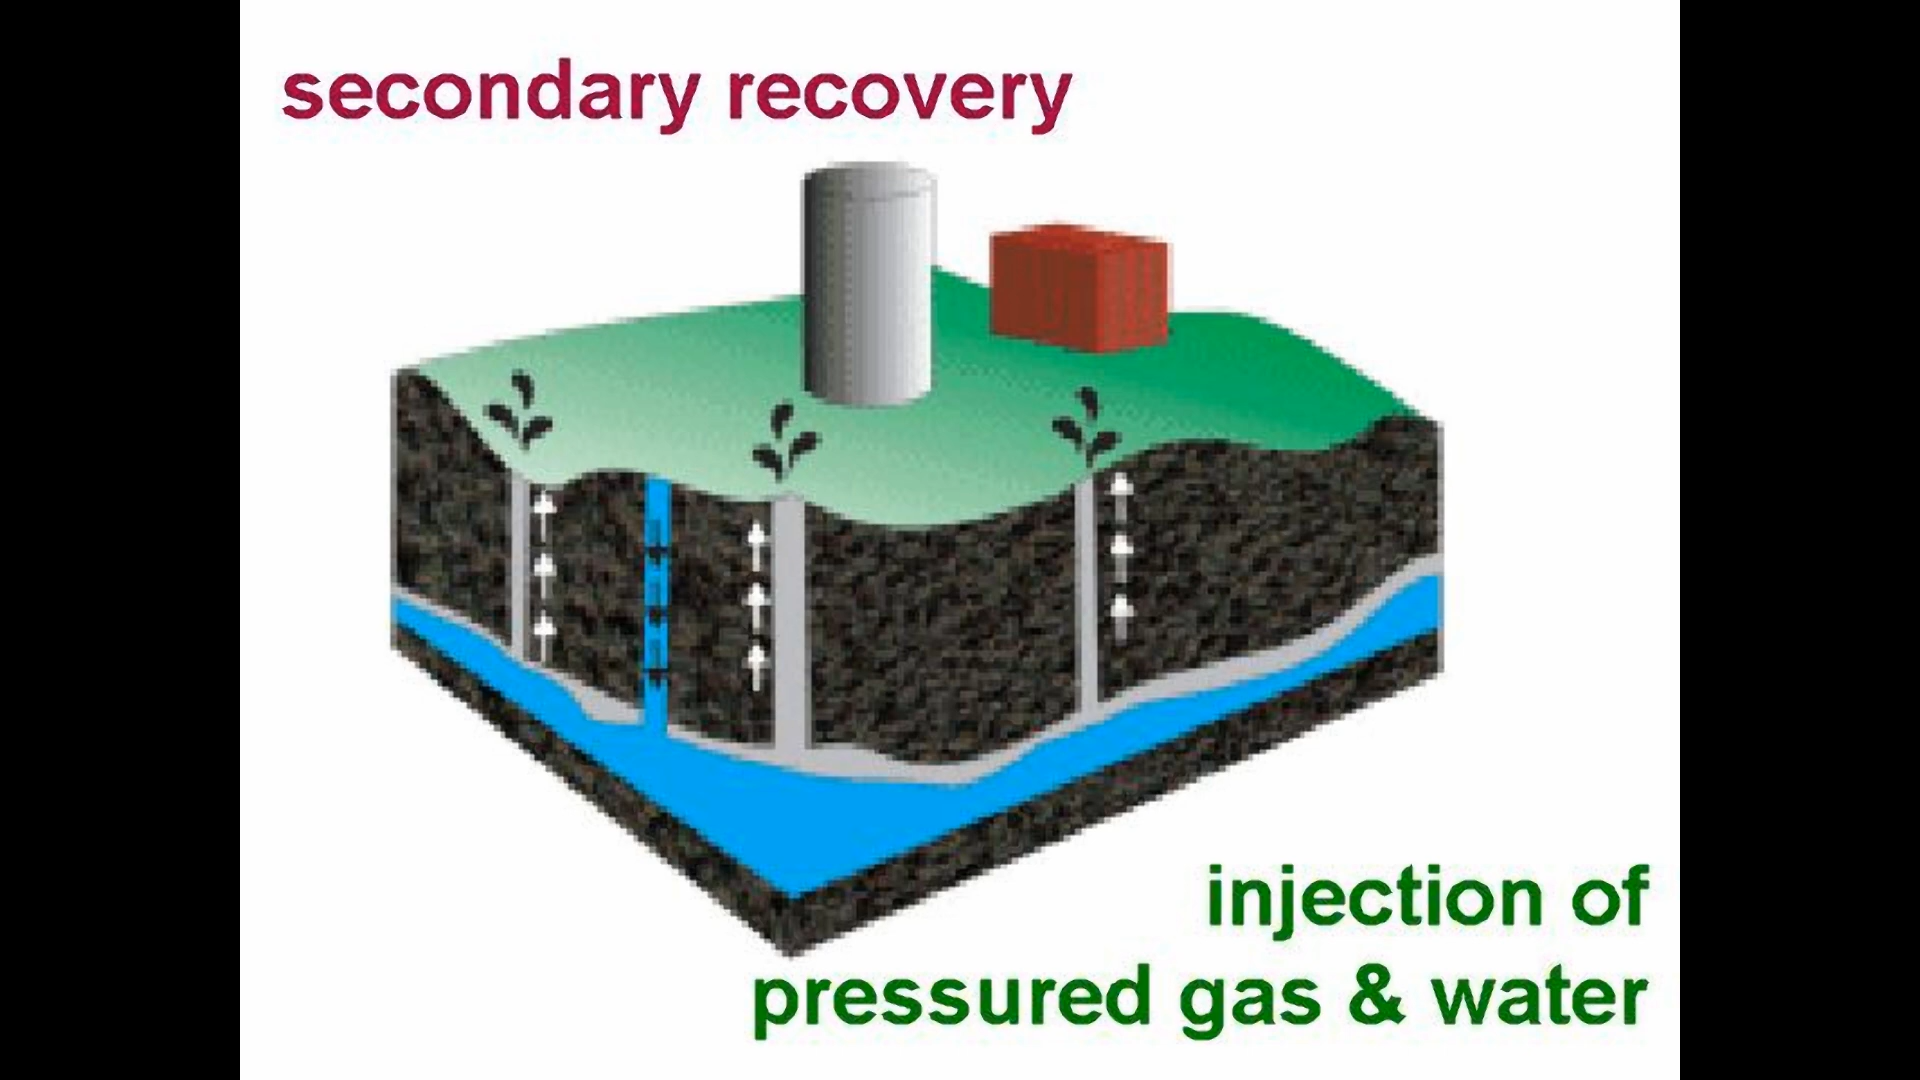 secondary recovery
injection of
pressured gas & water